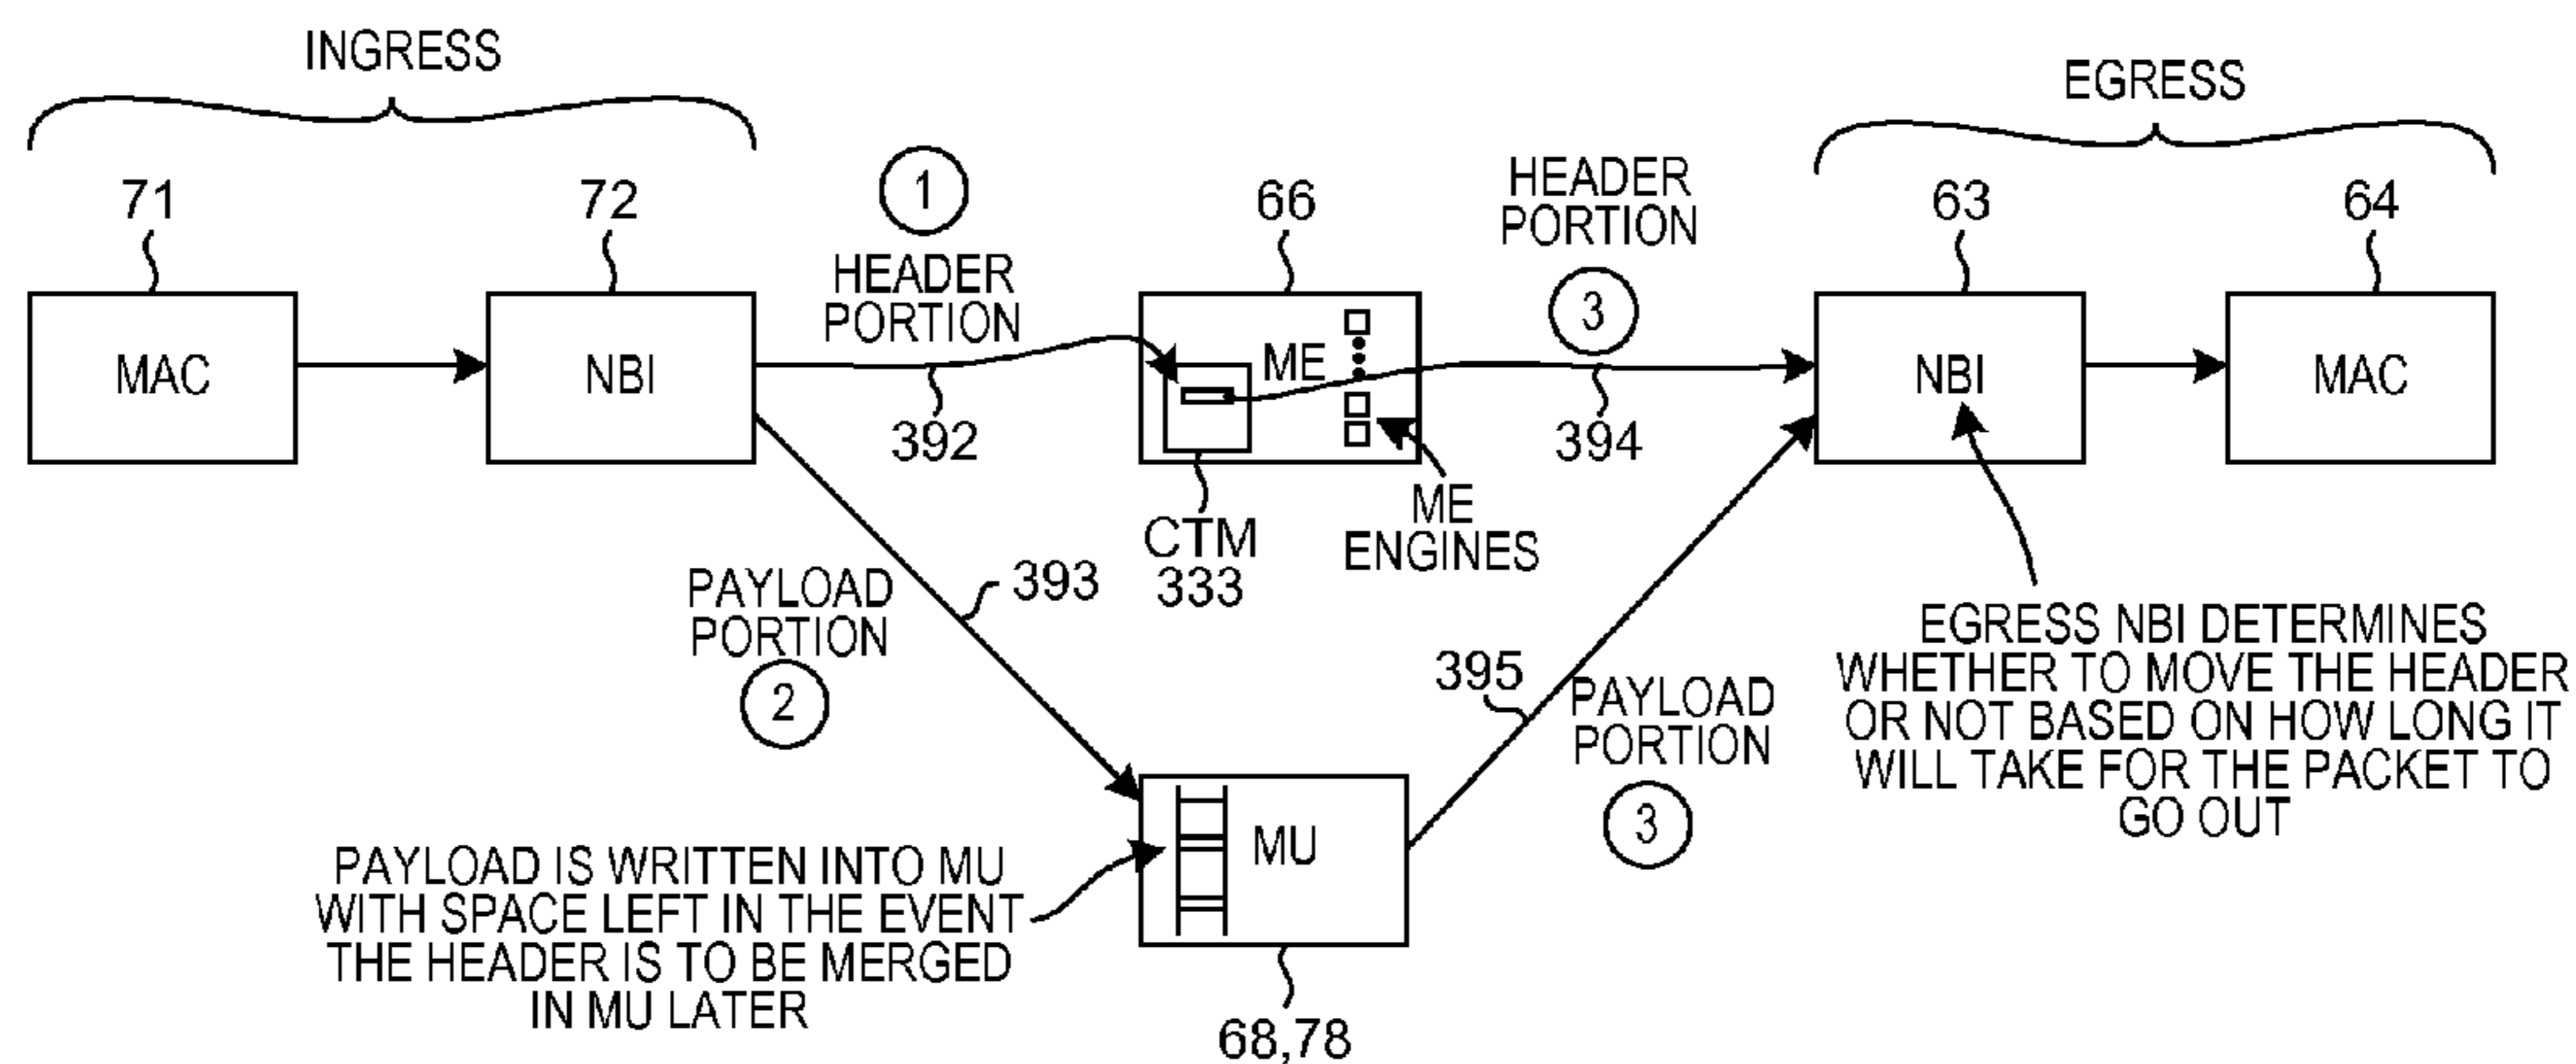 INGRESS
EGRESS
71
72
1
HEADER
PORTION
66
HEADER
PORTION
3
63
64
MAC
NBI
ME
NBI
MAC
392
394
CTM
333
ME
ENGINES
PAYLOAD
PORTION
2
393
395
PAYLOAD
PORTION
3
EGRESS NBI DETERMINES
WHETHER TO MOVE THE HEADER
OR NOT BASED ON HOW LONG IT
WILL TAKE FOR THE PACKET TO
GO OUT
PAYLOAD IS WRITTEN INTO MU
WITH SPACE LEFT IN THE EVENT
THE HEADER IS TO BE MERGED
IN MU LATER
MU
68,78